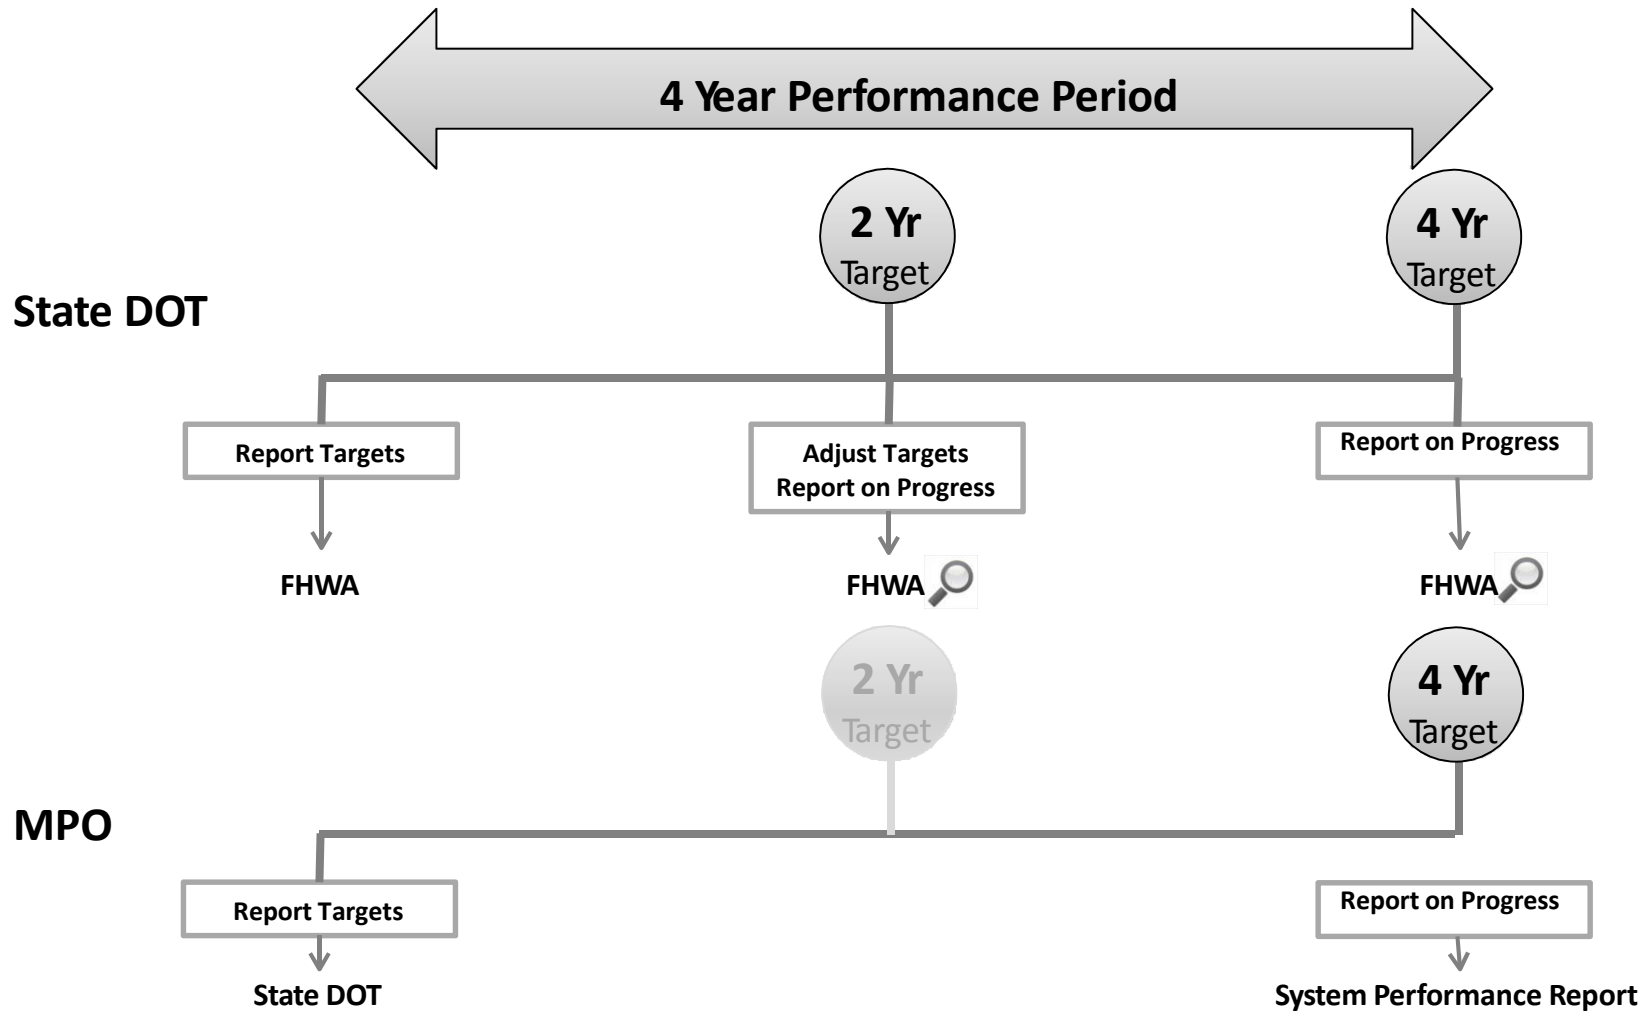 4 Year Performance Period
2 Yr
Target
4 Yr
Target
State DOT
Report Targets
Adjust Targets
Report on Progress
Report on Progress
FHWA
FHWA
FHWA
2 Yr
Target
4 Yr
Target
MPO
Report Targets
Report on Progress
State DOT
System Performance Report